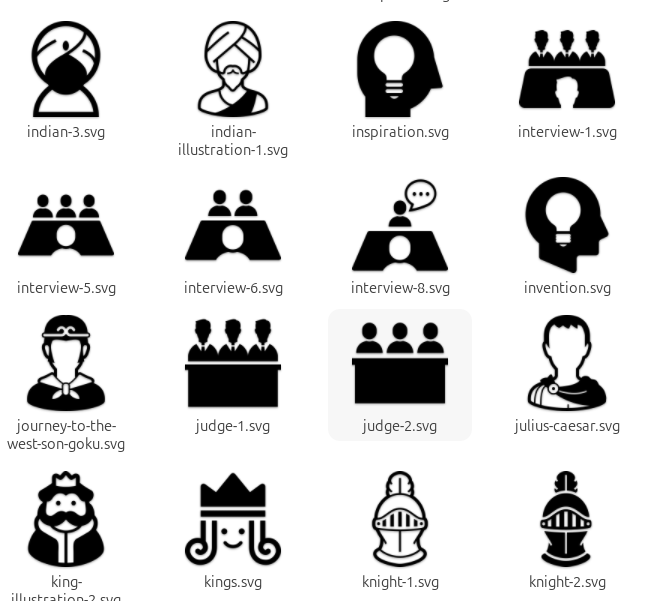 indian-3.svg
indian-
illustration-1.svg
inspiration.svg
interview-1.svg
interview-5.svg
interview-6.svg
interview-8.svg
invention.svg
journey-to-the-
west-son-goku.svg
judge-1.svg
judge-2.svg
julius-caesar.svg
king-
illustration-2.svg
kings.svg
knight-1.svg
knight-2.svg